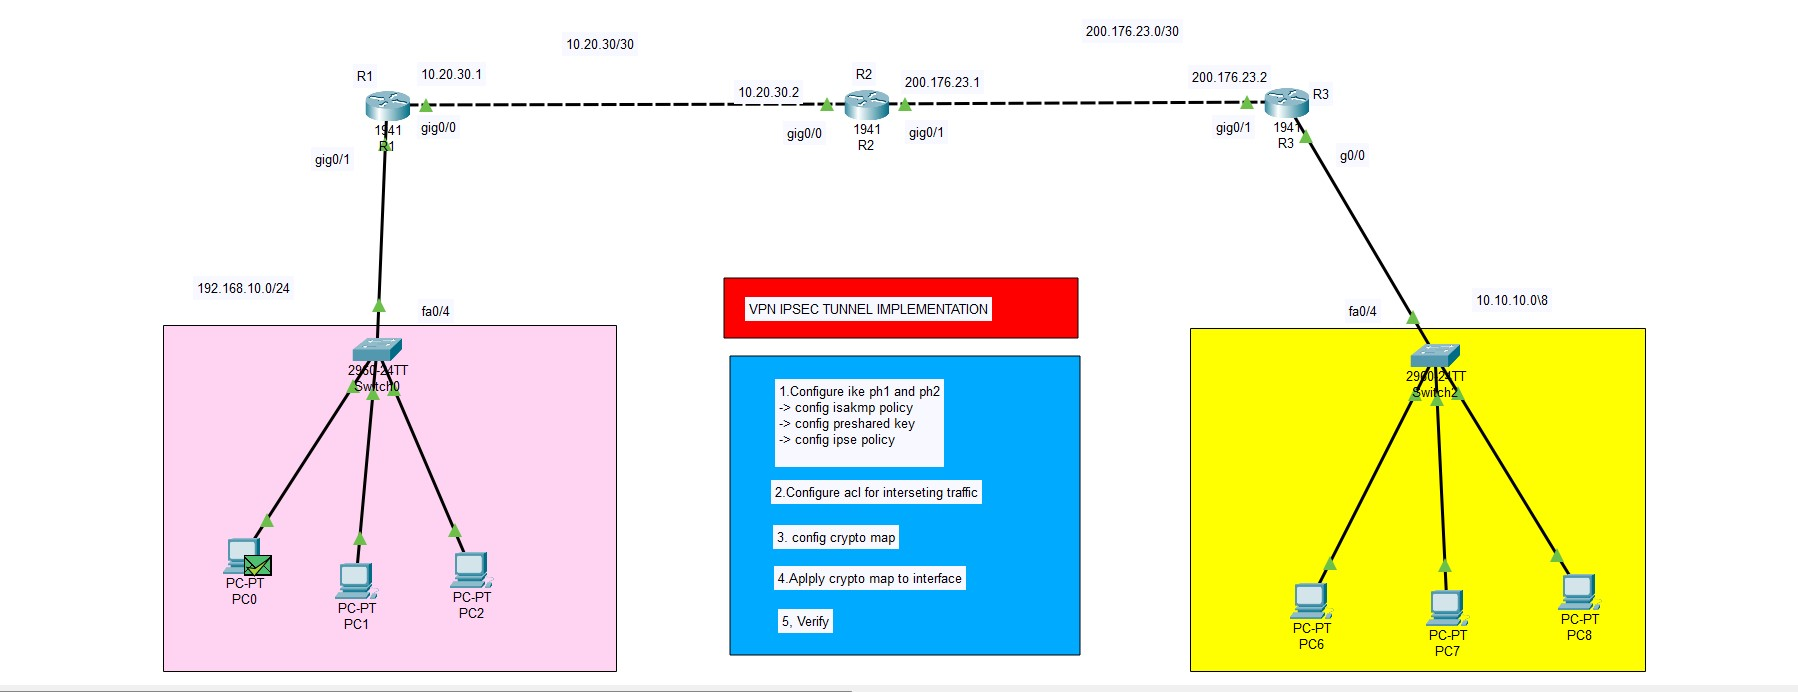 200.176.23.0/30
10.20.30/30
R1
10.20.30.1
R2
200.176.23.1
200.176.23.2
R3
10.20.30.2
1941
R1
gig0/0
gig0/1
gig0/0
1941
R2
gig0/1
gig0/1
1941
R3
g0/0
192.168.10.0/24
fa0/4
2960-24TT
Switch0
PC-PT
PC0
PC-PT
PC1
PC-PT
PC2
VPN IPSEC TUNNEL IMPLEMENTATION
1.Configure ike ph1 and ph2
-> config isakmp policy
-> config preshared key
-> config ipse policy
2.Configure acl for interseting traffic
3. config crypto map
4.Aplply crypto map to interface
5, Verify
10.10.10.0\8
fa0/4
2960-24TT
Switch2
PC-PT
PC6
PC-PT
PC7
PC-PT
PC8